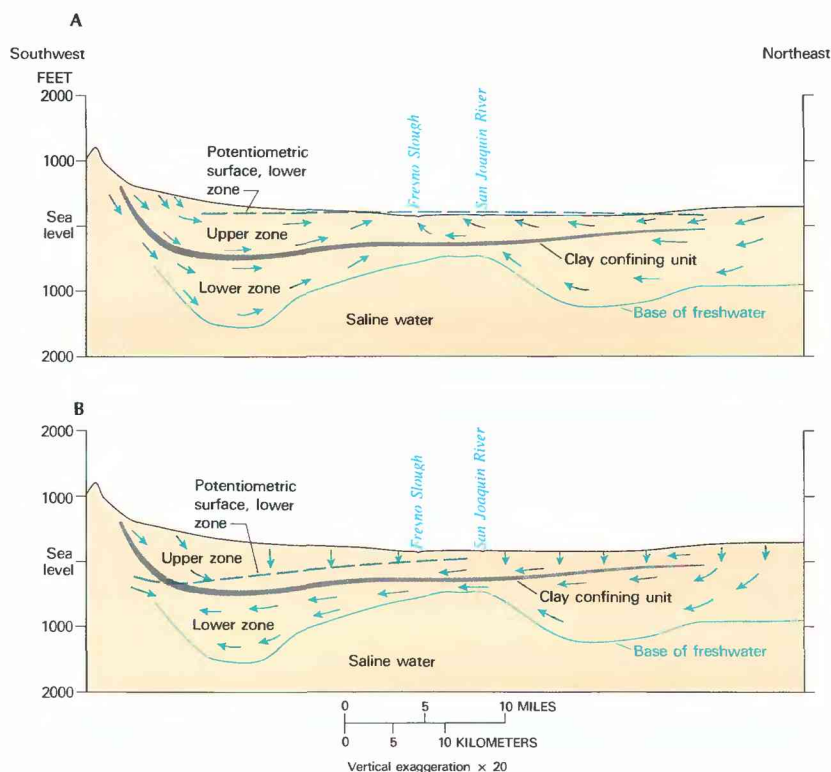 A
Southwest
Northeast
FEET
2000
1000
Sea
level
1000
2000
Potentiometric
surface, lower
zone
Fresno Slough
San Joaquin River
Upper zone
Clay confining unit
Lower zone
Saline water
Base of freshwater
B
2000
1000
Sea
level
1000
2000
Potentiometric
surface, lower
zone
Fresno Slough
San Joaquin River
Upper zone
Clay confining unit
Lower zone
Saline water
Base of freshwater
0 5 10 MILES
0 5 10 KILOMETERS
Vertical exaggeration × 20